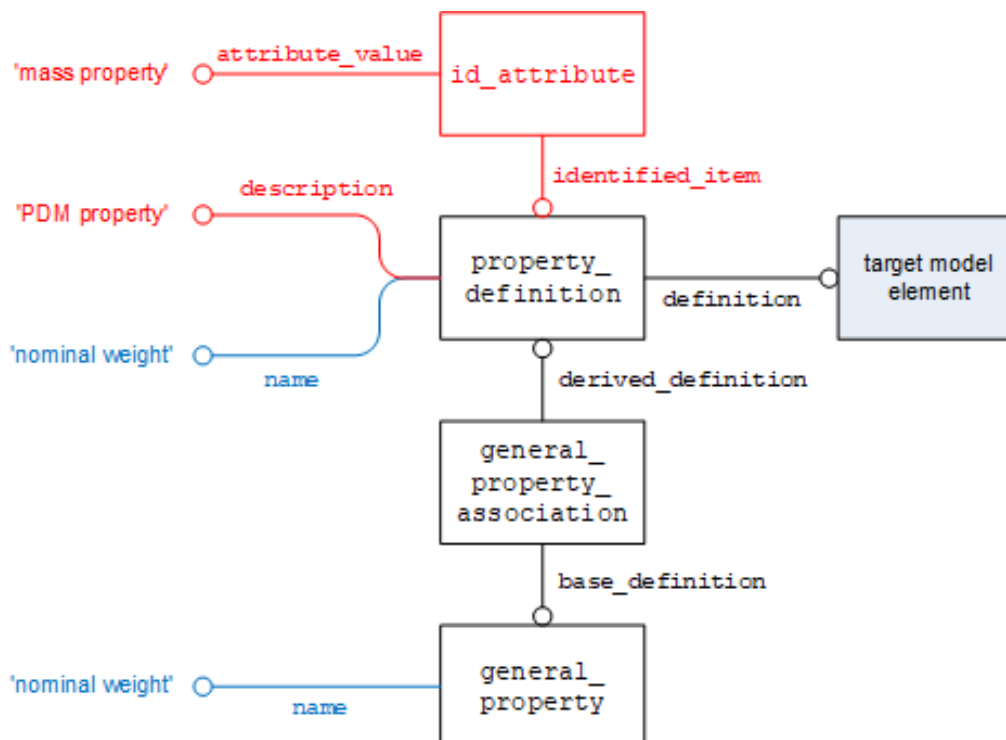 attribute_value
'mass property'
id_attribute
identified_item
description
'PDM property'
property_
definition
definition
target model
element
'nominal weight'
name
derived_definition
general_
property_
association
base_definition
general_
property
'nominal weight'
name